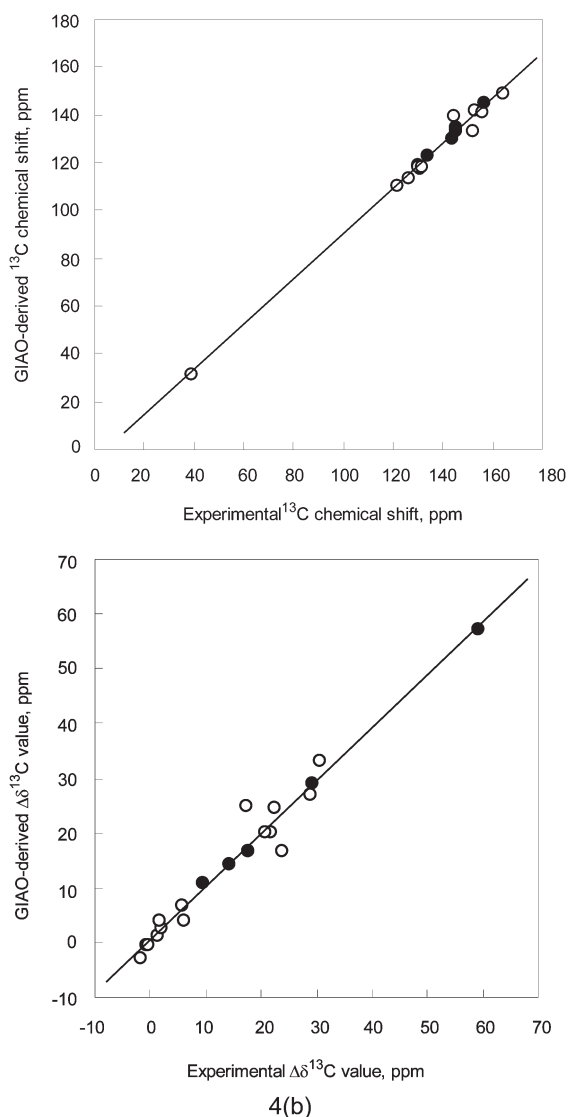 180
160
140
120
100
80
60
40
20
0
GIAO-derived ¹³C chemical shift, ppm
0 20 40 60 80 100 120 140 160 180
Experimental¹³C chemical shift, ppm
70
60
50
40
30
20
10
0
-10
GIAO-derived Δδ¹³C value, ppm
-10 0 10 20 30 40 50 60 70
Experimental Δδ¹³C value, ppm
4(b)